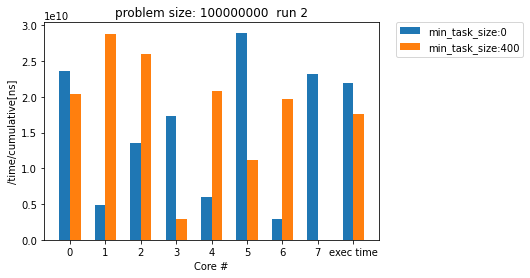 problem size: 100000000  run 2
1e10
3.0
2.5
2.0
1.5
1.0
0.5
0.0
/time/cumulative[ns]
0 1 2 3 4 5 6 7 exec time
Core #
min_task_size:0
min_task_size:400